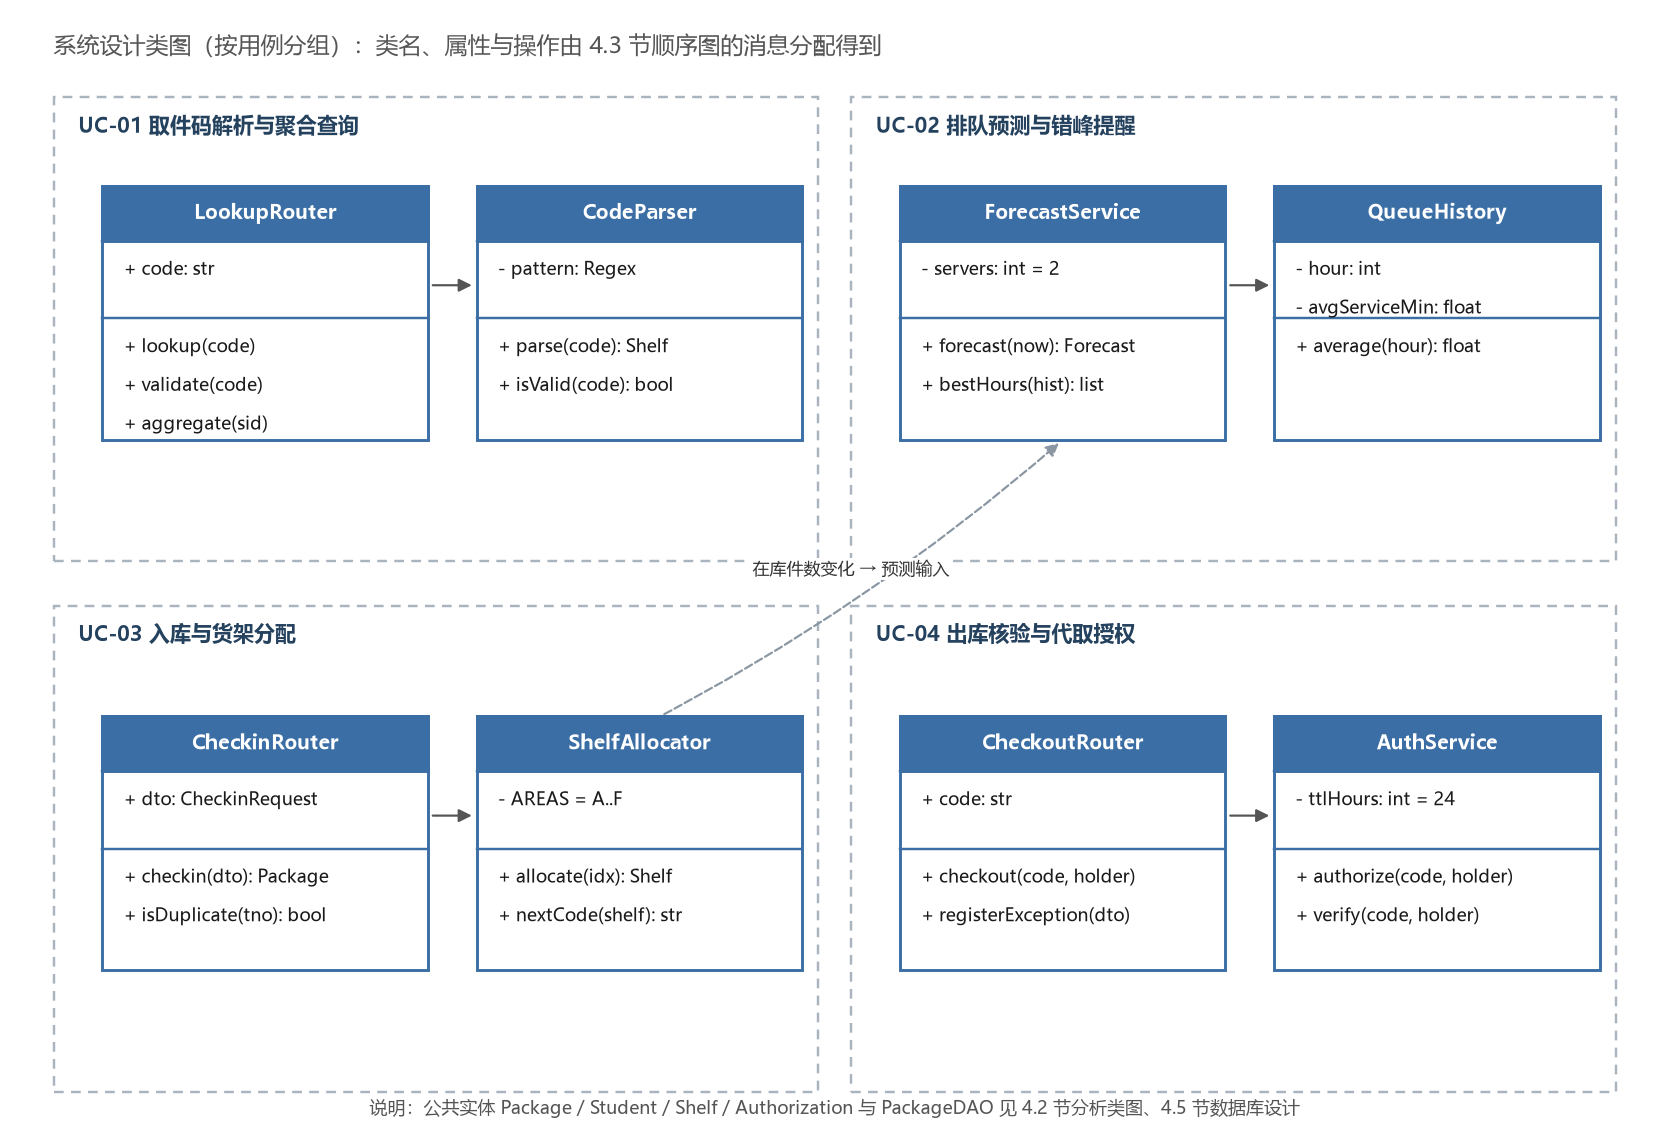 系统设计类图（按用例分组）：类名、属性与操作由 4.3 节顺序图的消息分配得到
UC-01 取件码解析与聚合查询
LookupRouter
+ code: str
+ lookup(code)
+ validate(code)
+ aggregate(sid)
CodeParser
- pattern: Regex
+ parse(code): Shelf
+ isValid(code): bool
UC-02 排队预测与错峰提醒
ForecastService
- servers: int = 2
+ forecast(now): Forecast
+ bestHours(hist): list
QueueHistory
- hour: int
- avgServiceMin: float
+ average(hour): float
在库件数变化 → 预测输入
UC-03 入库与货架分配
CheckinRouter
+ dto: CheckinRequest
+ checkin(dto): Package
+ isDuplicate(tno): bool
ShelfAllocator
- AREAS = A..F
+ allocate(idx): Shelf
+ nextCode(shelf): str
UC-04 出库核验与代取授权
CheckoutRouter
+ code: str
+ checkout(code, holder)
+ registerException(dto)
AuthService
- ttlHours: int = 24
+ authorize(code, holder)
+ verify(code, holder)
说明：公共实体 Package / Student / Shelf / Authorization 与 PackageDAO 见 4.2 节分析类图、4.5 节数据库设计